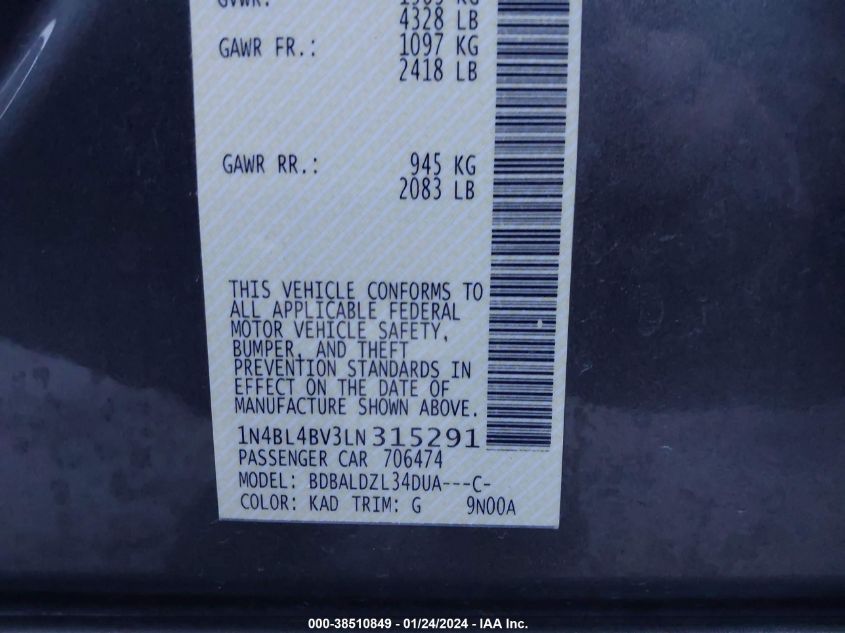 GVWR:
4328 LB
GAWR FR.: 1097 KG
2418 LB
GAWR RR.: 945 KG
2083 LB
THIS VEHICLE CONFORMS TO
ALL APPLICABLE FEDERAL
MOTOR VEHICLE SAFETY,
BUMPER, AND THEFT
PREVENTION STANDARDS IN
EFFECT ON THE DATE OF
MANUFACTURE SHOWN ABOVE.
1N4BL4BV3LN315291
PASSENGER CAR 706474
MODEL: BDBALDZL34DUA---C-
COLOR: KAD TRIM: G 9N00A
000-38510849 - 01/24/2024 - IAA Inc.